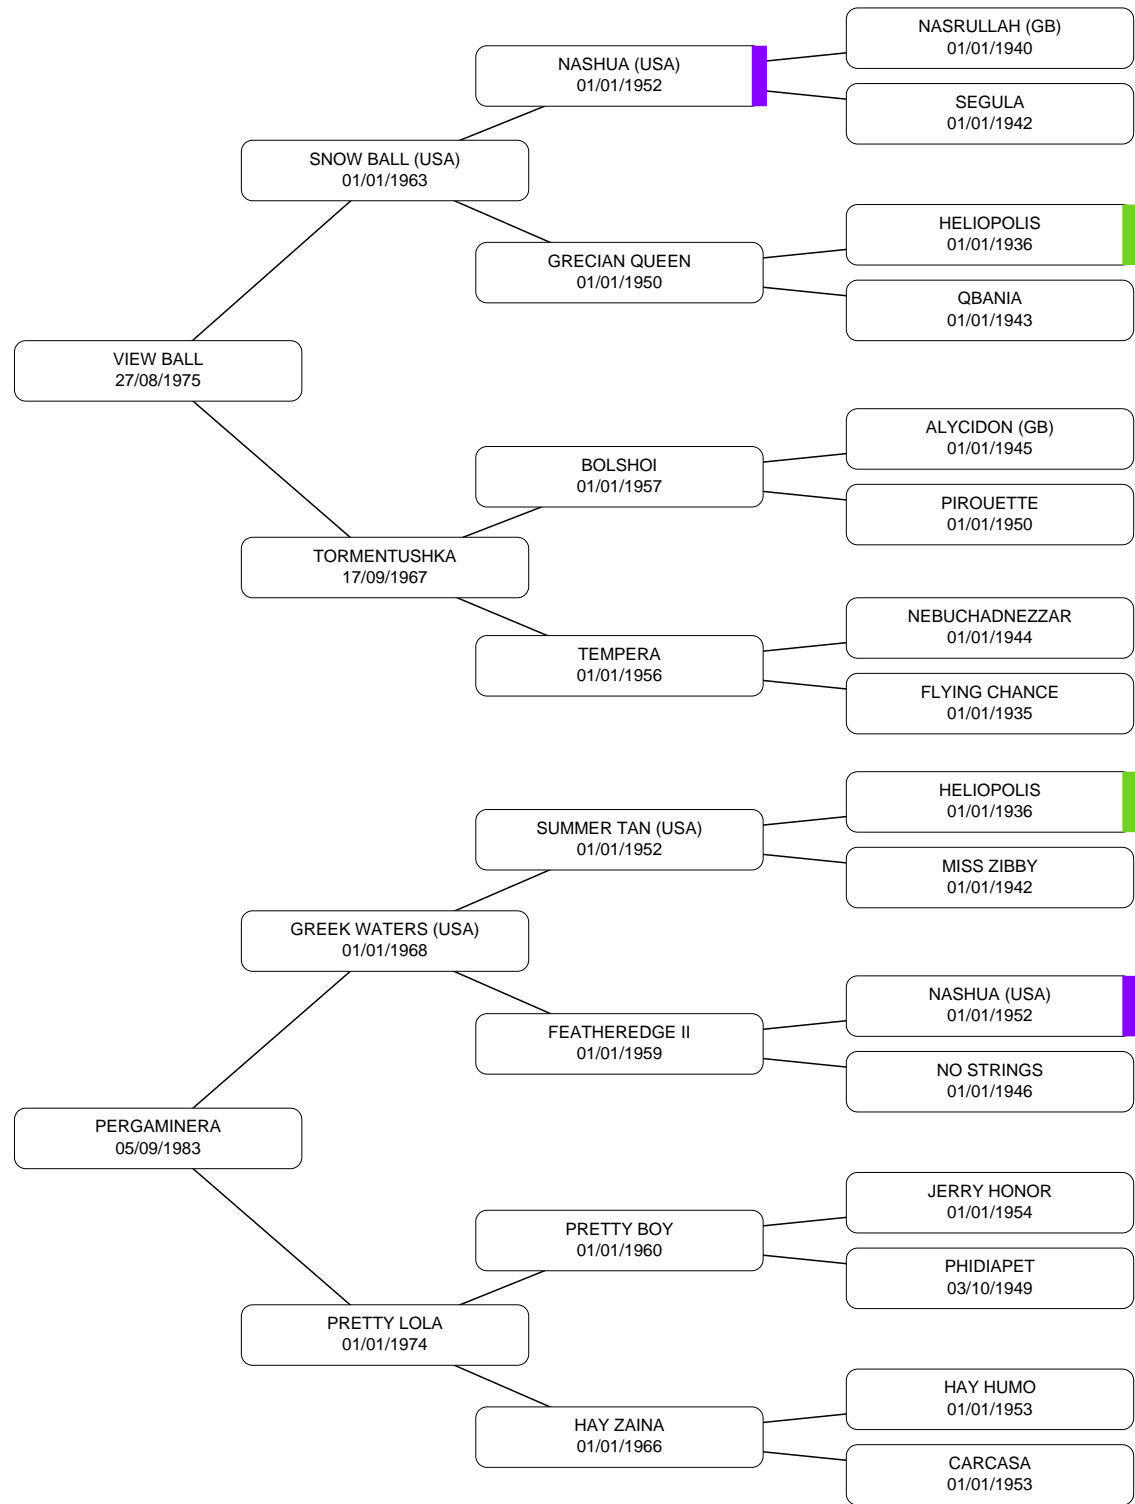 NASRULLAH (GB)
01/01/1940
NASHUA (USA)
01/01/1952
SEGULA
01/01/1942
SNOW BALL (USA)
01/01/1963
HELIOPOLIS
01/01/1936
GRECIAN QUEEN
01/01/1950
QBANIA
01/01/1943
VIEW BALL
27/08/1975
ALYCIDON (GB)
01/01/1945
BOLSHOI
01/01/1957
PIROUETTE
01/01/1950
TORMENTUSHKA
17/09/1967
NEBUCHADNEZZAR
01/01/1944
TEMPERA
01/01/1956
FLYING CHANCE
01/01/1935
HELIOPOLIS
01/01/1936
SUMMER TAN (USA)
01/01/1952
MISS ZIBBY
01/01/1942
GREEK WATERS (USA)
01/01/1968
NASHUA (USA)
01/01/1952
FEATHEREDGE II
01/01/1959
NO STRINGS
01/01/1946
PERGAMINERA
05/09/1983
JERRY HONOR
01/01/1954
PRETTY BOY
01/01/1960
PHIDIAPET
03/10/1949
PRETTY LOLA
01/01/1974
HAY HUMO
01/01/1953
HAY ZAINA
01/01/1966
CARCASA
01/01/1953